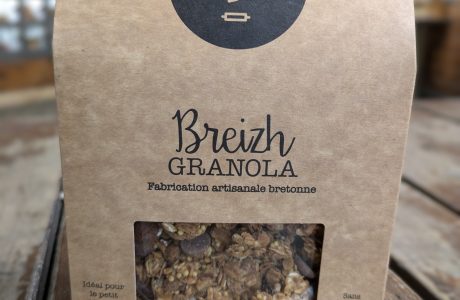 Breizh
GRANOLA
Fabrication artisanale bretonne
Idéal pour
le petit
Sans